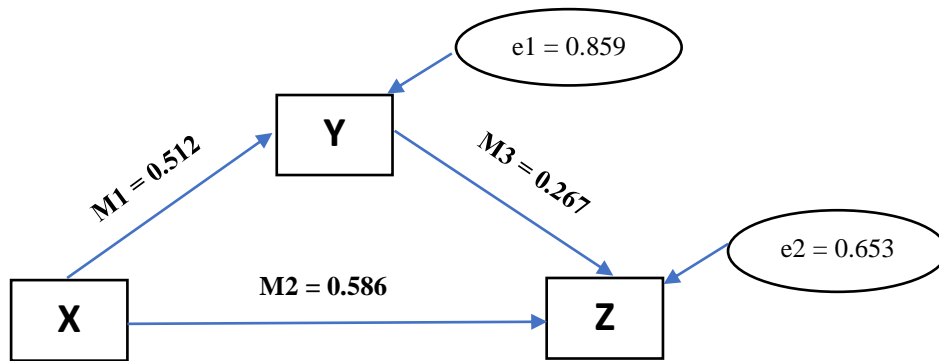 e1 = 0.859
Y
M1 = 0.512
M3 = 0.267
e2 = 0.653
M2 = 0.586
X
Z